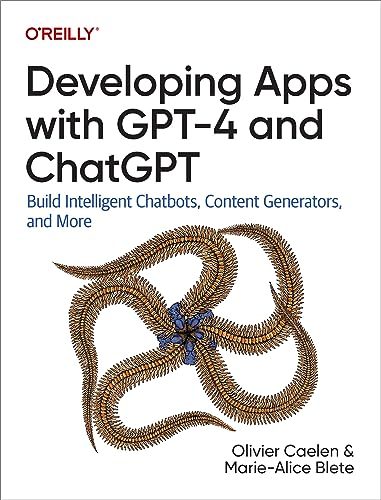 O'REILLY®
Developing Apps
with GPT-4 and
ChatGPT
Build Intelligent Chatbots, Content Generators,
and More
Olivier Caelen &
Marie-Alice Blete